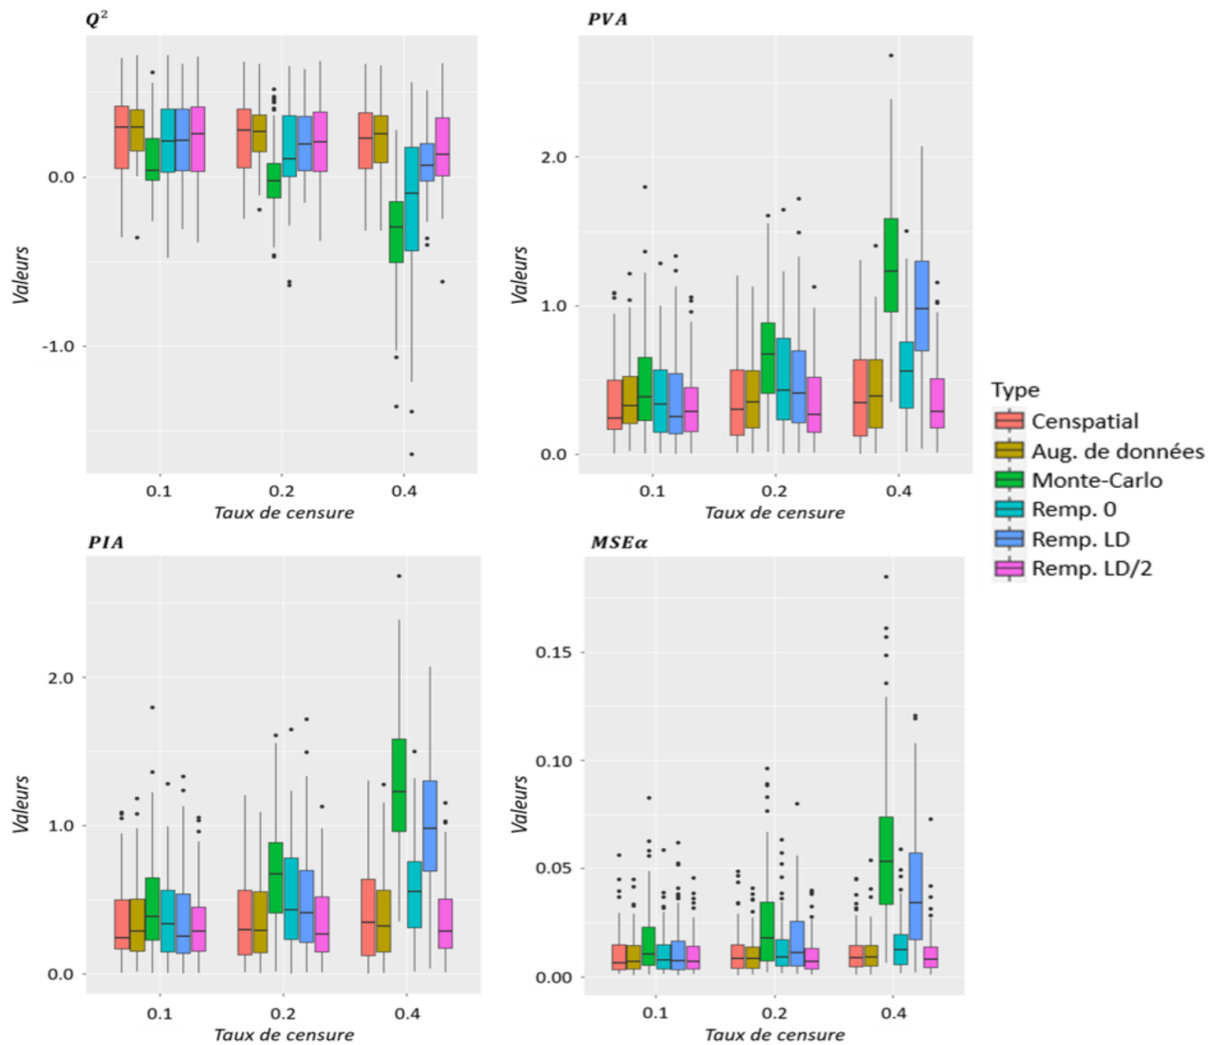 Q²
PVA
Valeurs
0.0
-1.0
0.1
0.2
0.4
Taux de censure
Valeurs
2.0
1.0
0.0
0.1
0.2
0.4
Taux de censure
Type
Censpatial
Aug. de données
Monte-Carlo
Remp. 0
Remp. LD
Remp. LD/2
PIA
MSEα
Valeurs
2.0
1.0
0.0
0.1
0.2
0.4
Taux de censure
Valeurs
0.15
0.10
0.05
0.00
0.1
0.2
0.4
Taux de censure